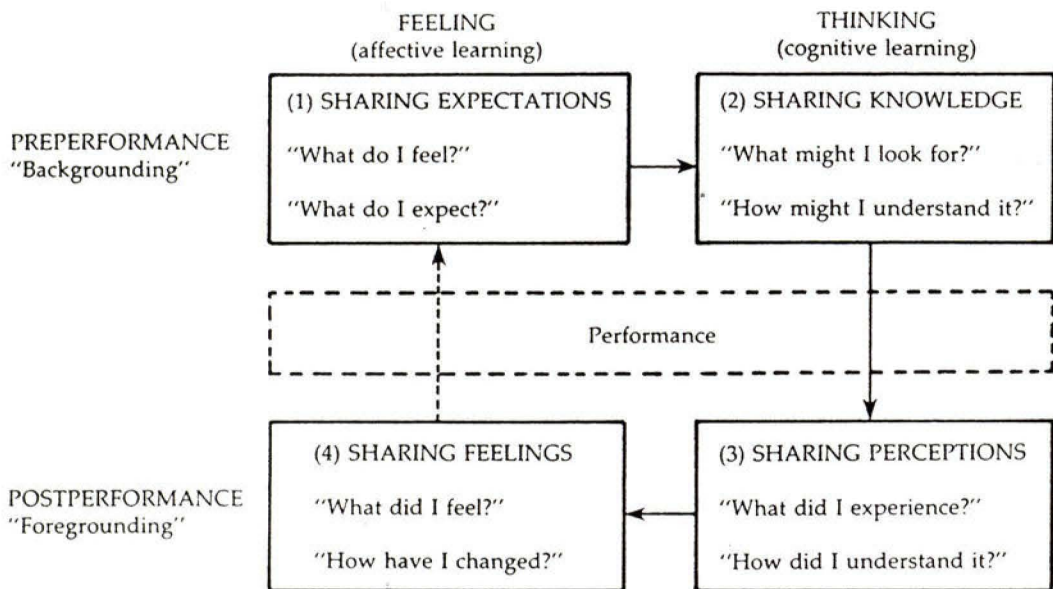 FEELING
(affective learning)
THINKING
(cognitive learning)
PREPERFORMANCE
"Backgrounding"
(1) SHARING EXPECTATIONS
"What do I feel?"
"What do I expect?"
(2) SHARING KNOWLEDGE
"What might I look for?"
"How might I understand it?"
Performance
POSTPERFORMANCE
"Foregrounding"
(4) SHARING FEELINGS
"What did I feel?"
"How have I changed?"
(3) SHARING PERCEPTIONS
"What did I experience?"
"How did I understand it?"